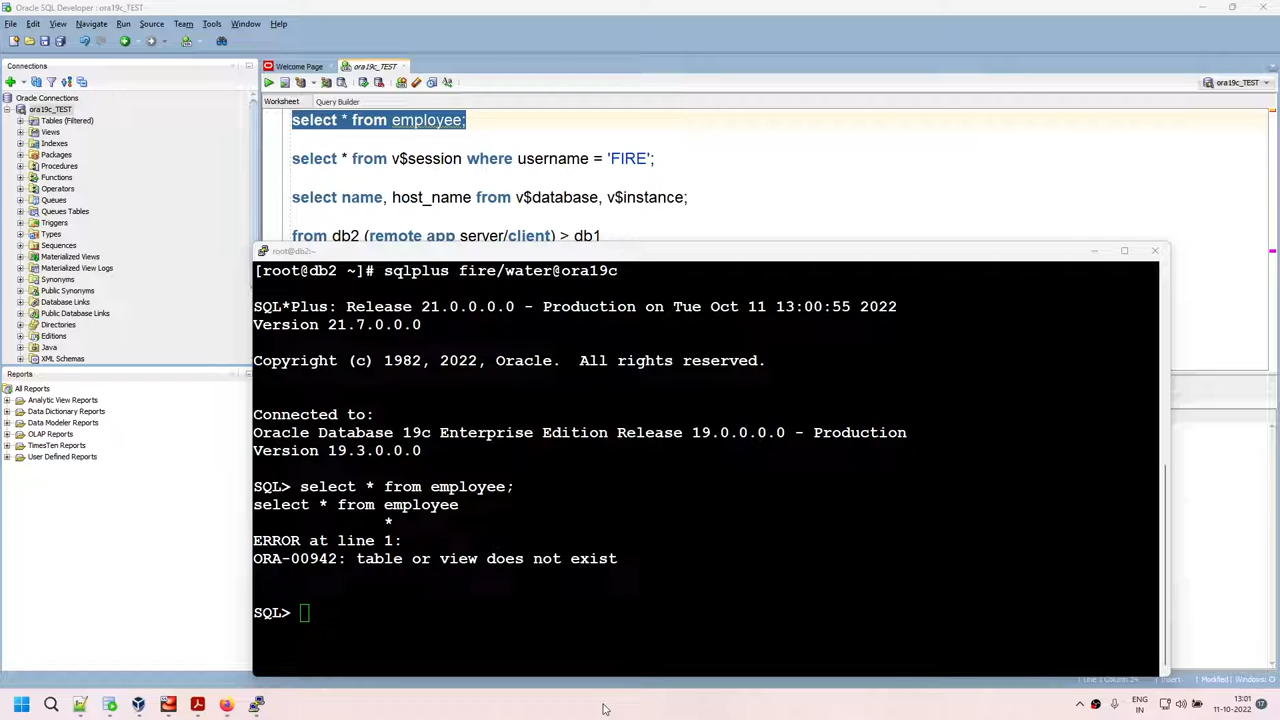 Oracle SQL Developer : ora19c_TEST
File Edit View Navigate Run Source Team Tools Window Help
Connections
Oracle Connections
ora19c_TEST
Tables (Filtered)
Views
Indexes
Packages
Procedures
Functions
Operators
Queues
Queues Tables
Triggers
Types
Sequences
Materialized Views
Materialized View Logs
Synonyms
Public Synonyms
Database Links
Public Database Links
Directories
Editions
Java
XML Schemas
Reports
All Reports
Analytic View Reports
Data Dictionary Reports
Data Modeler Reports
OLAP Reports
TimesTen Reports
User Defined Reports
Welcome Page ora19c_TEST
ora19c_TEST
Worksheet Query Builder
select * from employee;
select * from v$session where username = 'FIRE';
select name, host_name from v$database, v$instance;
from db2 (remote app server/client) > db1
root@db2:~
[root@db2 ~]# sqlplus fire/water@ora19c
SQL*Plus: Release 21.0.0.0.0 - Production on Tue Oct 11 13:00:55 2022
Version 21.7.0.0.0
Copyright (c) 1982, 2022, Oracle.  All rights reserved.
Connected to:
Oracle Database 19c Enterprise Edition Release 19.0.0.0.0 - Production
Version 19.3.0.0.0
SQL> select * from employee;
select * from employee
*
ERROR at line 1:
ORA-00942: table or view does not exist
SQL>
Modified Windows:
ENG
IN
13:01
11-10-2022